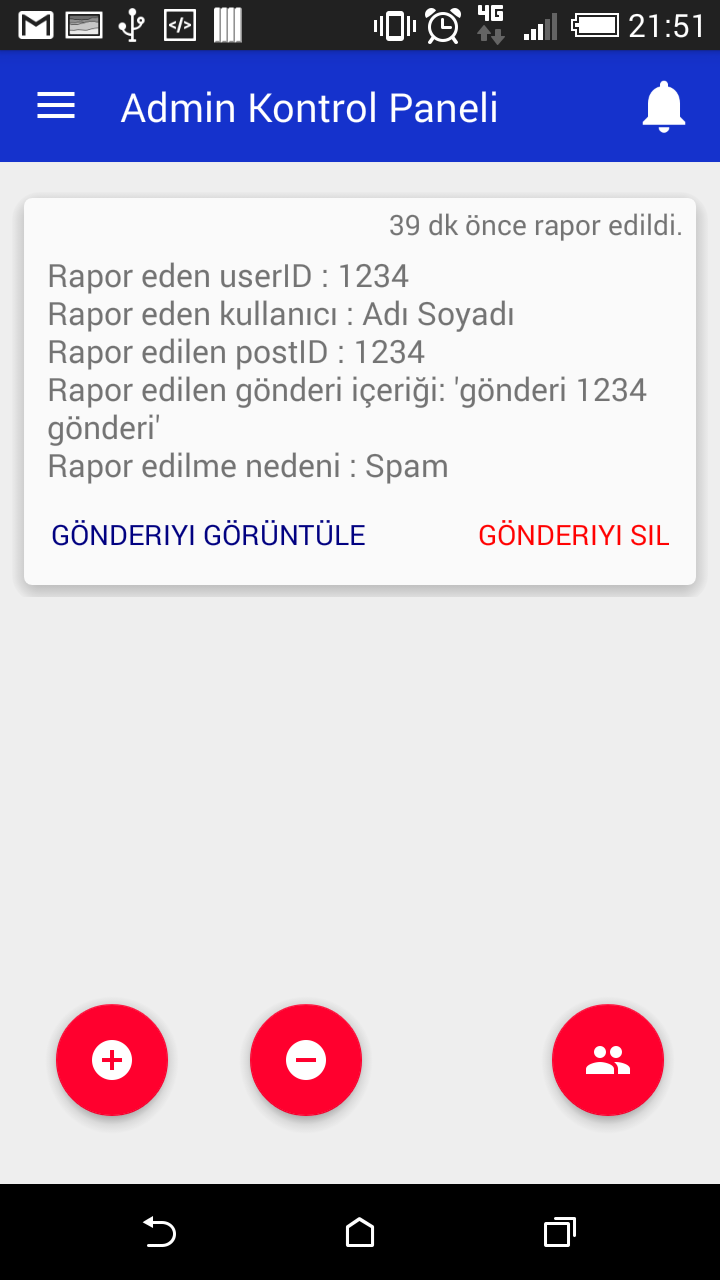 4G
21:51
Admin Kontrol Paneli
39 dk önce rapor edildi.
Rapor eden userID : 1234
Rapor eden kullanıcı : Adı Soyadı
Rapor edilen postID : 1234
Rapor edilen gönderi içeriği: 'gönderi 1234
gönderi'
Rapor edilme nedeni : Spam
GÖNDERIYI GÖRÜNTÜLE
GÖNDERIYI SIL